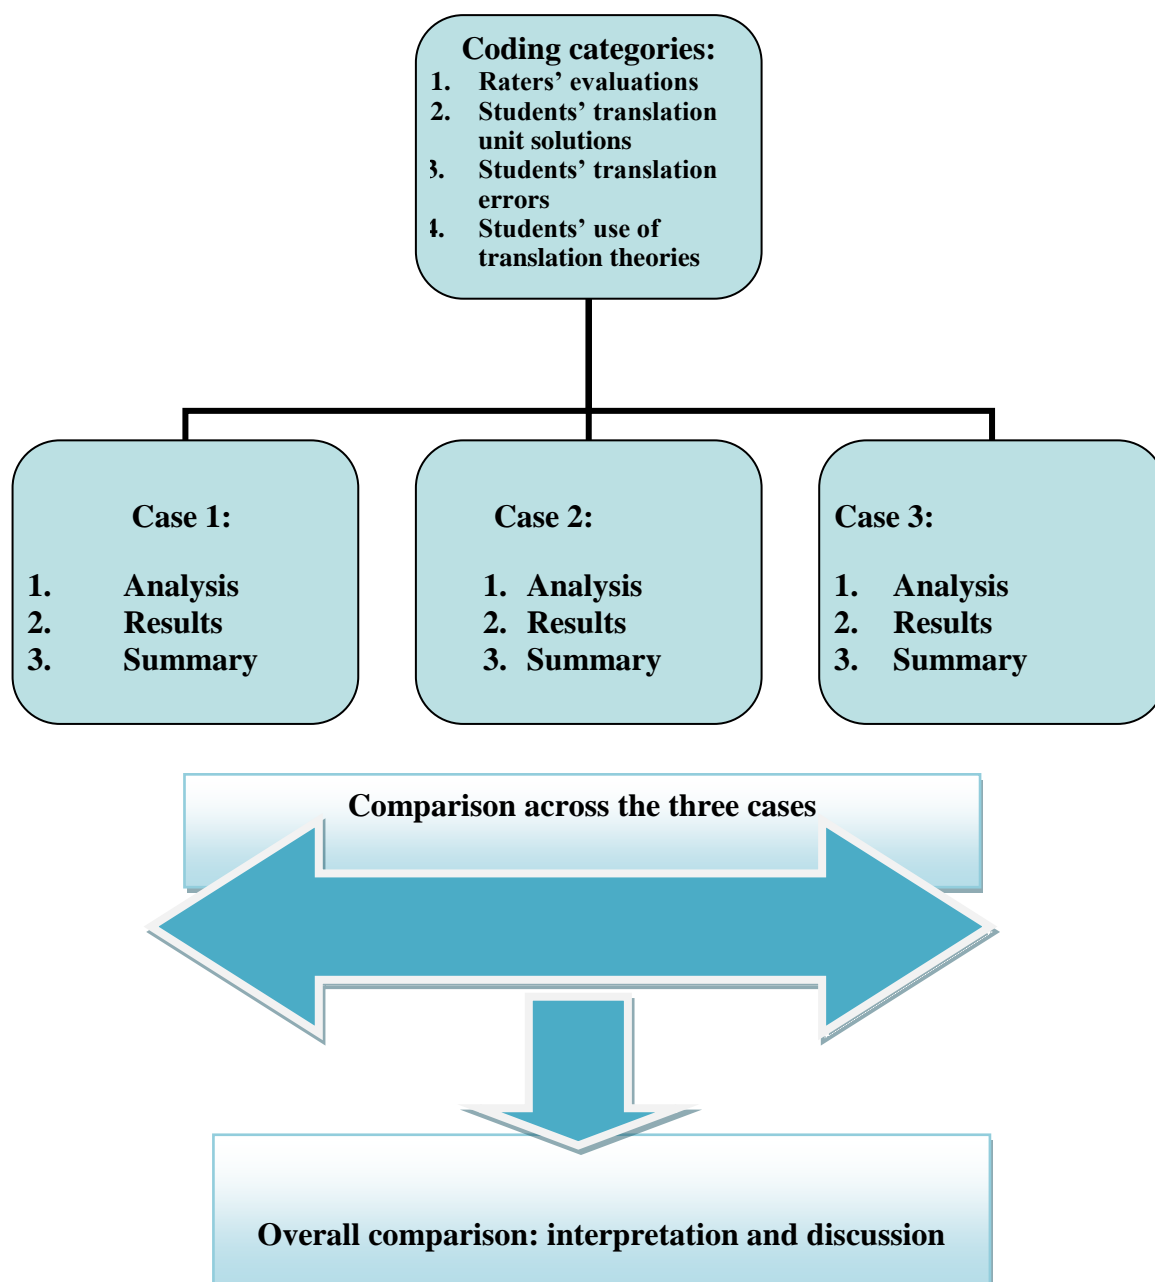 Coding categories:
1. Raters’ evaluations
2. Students’ translation
unit solutions
3. Students’ translation
errors
4. Students’ use of
translation theories
Case 1:
1. Analysis
2. Results
3. Summary
Case 2:
1. Analysis
2. Results
3. Summary
Case 3:
1. Analysis
2. Results
3. Summary
Comparison across the three cases
Overall comparison: interpretation and discussion